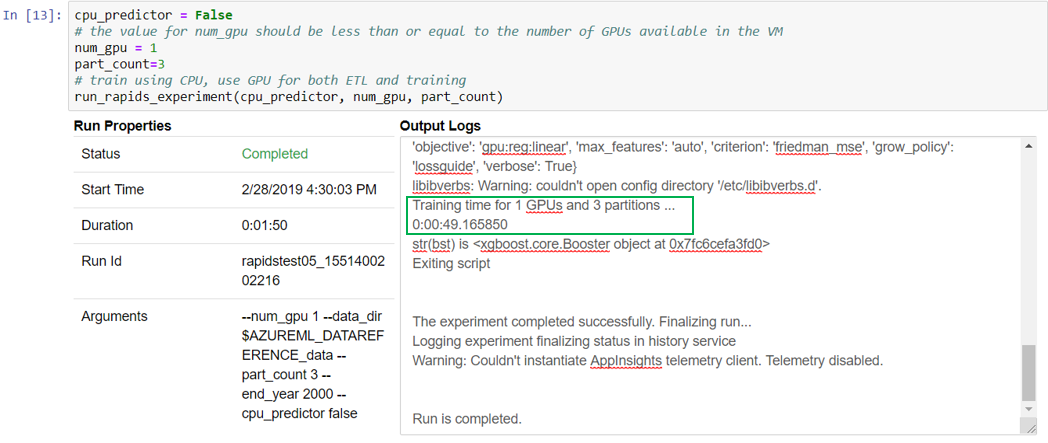 In [13]:
cpu_predictor = False
# the value for num_gpu should be less than or equal to the number of GPUs available in the VM
num_gpu = 1
part_count=3
# train using CPU, use GPU for both ETL and training
run_rapids_experiment(cpu_predictor, num_gpu, part_count)
Run Properties
Status Completed
Start Time 2/28/2019 4:30:03 PM
Duration 0:01:50
Run Id rapidstest05_15514002
02216
Arguments --num_gpu 1 --data_dir
$AZUREML_DATAREF
ERENCE_data --
part_count 3 --
end_year 2000 --
cpu_predictor false
Output Logs
'objective': 'gpu:reg:linear', 'max_features': 'auto', 'criterion': 'friedman_mse', 'grow_policy':
'lossguide', 'verbose': True}
libibverbs: Warning: couldn't open config directory '/etc/libibverbs.d'.
Training time for 1 GPUs and 3 partitions ...
0:00:49.165850
str(bst) is <xgboost.core.Booster object at 0x7fc6cefa3fd0>
Exiting script
The experiment completed successfully. Finalizing run...
Logging experiment finalizing status in history service
Warning: Couldn't instantiate AppInsights telemetry client. Telemetry disabled.
Run is completed.